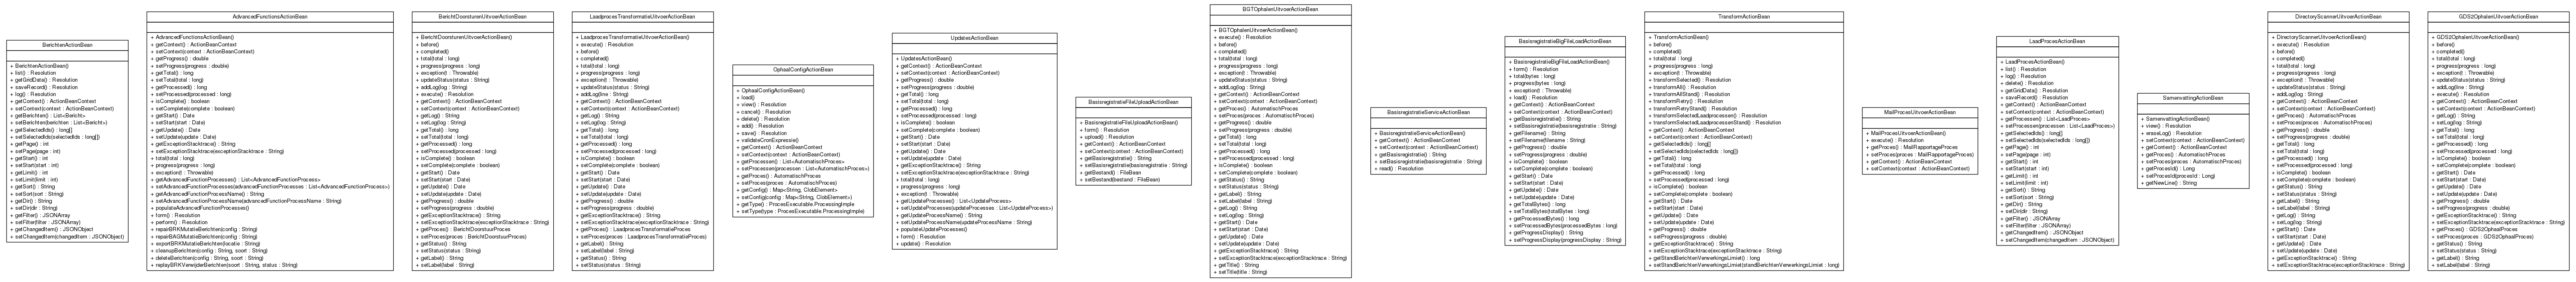 BerichtenActionBean
+ BerichtenActionBean()
+ list() : Resolution
+ getGridData() : Resolution
+ saveRecord() : Resolution
+ log() : Resolution
+ getContext() : ActionBeanContext
+ setContext(context : ActionBeanContext)
+ getBerichten() : List<Bericht>
+ setBerichten(berichten : List<Bericht>)
+ getSelectedIds() : long[]
+ setSelectedIds(selectedIds : long[])
+ getPage() : int
+ setPage(page : int)
+ getStart() : int
+ setStart(start : int)
+ getLimit() : int
+ setLimit(limit : int)
+ getSort() : String
+ setSort(sort : String)
+ getDir() : String
+ setDir(dir : String)
+ getFilter() : JSONArray
+ setFilter(filter : JSONArray)
+ getChangedItem() : JSONObject
+ setChangedItem(changedItem : JSONObject)
AdvancedFunctionsActionBean
+ AdvancedFunctionsActionBean()
+ getContext() : ActionBeanContext
+ setContext(context : ActionBeanContext)
+ getProgress() : double
+ setProgress(progress : double)
+ getTotal() : long
+ setTotal(total : long)
+ getProcessed() : long
+ setProcessed(processed : long)
+ isComplete() : boolean
+ setComplete(complete : boolean)
+ getStart() : Date
+ setStart(start : Date)
+ getUpdate() : Date
+ setUpdate(update : Date)
+ getExceptionStacktrace() : String
+ setExceptionStacktrace(exceptionStacktrace : String)
+ total(total : long)
+ progress(progress : long)
+ exception(t : Throwable)
+ getAdvancedFunctionProcesses() : List<AdvancedFunctionProcess>
+ setAdvancedFunctionProcesses(advancedFunctionProcesses : List<AdvancedFunctionProcess>)
+ getAdvancedFunctionProcessName() : String
+ setAdvancedFunctionProcessName(advancedFunctionProcessName : String)
+ populateAdvancedFunctionProcesses()
+ form() : Resolution
+ perform() : Resolution
+ repairBRKMutatieBerichten(config : String)
+ repairBAGMutatieBerichten(config : String)
+ exportBRKMutatieBerichten(locatie : String)
+ cleanupBerichten(config : String, soort : String)
+ deleteBerichten(config : String, soort : String)
+ replayBRKVerwijderBerichten(soort : String, status : String)
BerichtDoorsturenUitvoerActionBean
+ BerichtDoorsturenUitvoerActionBean()
+ before()
+ completed()
+ total(total : long)
+ progress(progress : long)
+ exception(t : Throwable)
+ updateStatus(status : String)
+ addLog(log : String)
+ execute() : Resolution
+ getContext() : ActionBeanContext
+ setContext(context : ActionBeanContext)
+ getLog() : String
+ setLog(log : String)
+ getTotal() : long
+ setTotal(total : long)
+ getProcessed() : long
+ setProcessed(processed : long)
+ isComplete() : boolean
+ setComplete(complete : boolean)
+ getStart() : Date
+ setStart(start : Date)
+ getUpdate() : Date
+ setUpdate(update : Date)
+ getProgress() : double
+ setProgress(progress : double)
+ getExceptionStacktrace() : String
+ setExceptionStacktrace(exceptionStacktrace : String)
+ getProces() : BerichtDoorstuurProces
+ setProces(proces : BerichtDoorstuurProces)
+ getStatus() : String
+ setStatus(status : String)
+ getLabel() : String
+ setLabel(label : String)
LaadprocesTransformatieUitvoerActionBean
+ LaadprocesTransformatieUitvoerActionBean()
+ execute() : Resolution
+ before()
+ completed()
+ total(total : long)
+ progress(progress : long)
+ exception(t : Throwable)
+ updateStatus(status : String)
+ addLog(line : String)
+ getContext() : ActionBeanContext
+ setContext(context : ActionBeanContext)
+ getLog() : String
+ setLog(log : String)
+ getTotal() : long
+ setTotal(total : long)
+ getProcessed() : long
+ setProcessed(processed : long)
+ isComplete() : boolean
+ setComplete(complete : boolean)
+ getStart() : Date
+ setStart(start : Date)
+ getUpdate() : Date
+ setUpdate(update : Date)
+ getProgress() : double
+ setProgress(progress : double)
+ getExceptionStacktrace() : String
+ setExceptionStacktrace(exceptionStacktrace : String)
+ getProces() : LaadprocesTransformatieProces
+ setProces(proces : LaadprocesTransformatieProces)
+ getLabel() : String
+ setLabel(label : String)
+ getStatus() : String
+ setStatus(status : String)
OphaalConfigActionBean
+ OphaalConfigActionBean()
+ load()
+ view() : Resolution
+ cancel() : Resolution
+ delete() : Resolution
+ add() : Resolution
+ save() : Resolution
+ validateCronExpressie()
+ getContext() : ActionBeanContext
+ setContext(context : ActionBeanContext)
+ getProcessen() : List<AutomatischProces>
+ setProcessen(processen : List<AutomatischProces>)
+ getProces() : AutomatischProces
+ setProces(proces : AutomatischProces)
+ getConfig() : Map<String, ClobElement>
+ setConfig(config : Map<String, ClobElement>)
+ getType() : ProcesExecutable.ProcessingImple
+ setType(type : ProcesExecutable.ProcessingImple)
UpdatesActionBean
+ UpdatesActionBean()
+ getContext() : ActionBeanContext
+ setContext(context : ActionBeanContext)
+ getProgress() : double
+ setProgress(progress : double)
+ getTotal() : long
+ setTotal(total : long)
+ getProcessed() : long
+ setProcessed(processed : long)
+ isComplete() : boolean
+ setComplete(complete : boolean)
+ getStart() : Date
+ setStart(start : Date)
+ getUpdate() : Date
+ setUpdate(update : Date)
+ getExceptionStacktrace() : String
+ setExceptionStacktrace(exceptionStacktrace : String)
+ total(total : long)
+ progress(progress : long)
+ exception(t : Throwable)
+ getUpdateProcesses() : List<UpdateProcess>
+ setUpdateProcesses(updateProcesses : List<UpdateProcess>)
+ getUpdateProcessName() : String
+ setUpdateProcessName(updateProcessName : String)
+ populateUpdateProcesses()
+ form() : Resolution
+ update() : Resolution
BasisregistratieFileUploadActionBean
+ BasisregistratieFileUploadActionBean()
+ form() : Resolution
+ upload() : Resolution
+ getContext() : ActionBeanContext
+ setContext(context : ActionBeanContext)
+ getBasisregistratie() : String
+ setBasisregistratie(basisregistratie : String)
+ getBestand() : FileBean
+ setBestand(bestand : FileBean)
BGTOphalenUitvoerActionBean
+ BGTOphalenUitvoerActionBean()
+ execute() : Resolution
+ before()
+ completed()
+ total(total : long)
+ progress(progress : long)
+ exception(t : Throwable)
+ updateStatus(status : String)
+ addLog(log : String)
+ getContext() : ActionBeanContext
+ setContext(context : ActionBeanContext)
+ getProces() : AutomatischProces
+ setProces(proces : AutomatischProces)
+ getProgress() : double
+ setProgress(progress : double)
+ getTotal() : long
+ setTotal(total : long)
+ getProcessed() : long
+ setProcessed(processed : long)
+ isComplete() : boolean
+ setComplete(complete : boolean)
+ getStatus() : String
+ setStatus(status : String)
+ getLabel() : String
+ setLabel(label : String)
+ getLog() : String
+ setLog(log : String)
+ getStart() : Date
+ setStart(start : Date)
+ getUpdate() : Date
+ setUpdate(update : Date)
+ getExceptionStacktrace() : String
+ setExceptionStacktrace(exceptionStacktrace : String)
+ getTitle() : String
+ setTitle(title : String)
BasisregistratieServiceActionBean
+ BasisregistratieServiceActionBean()
+ getContext() : ActionBeanContext
+ setContext(context : ActionBeanContext)
+ getBasisregistratie() : String
+ setBasisregistratie(basisregistratie : String)
+ read() : Resolution
BasisregistratieBigFileLoadActionBean
+ BasisregistratieBigFileLoadActionBean()
+ form() : Resolution
+ total(bytes : long)
+ progress(bytes : long)
+ exception(t : Throwable)
+ load() : Resolution
+ getContext() : ActionBeanContext
+ setContext(context : ActionBeanContext)
+ getBasisregistratie() : String
+ setBasisregistratie(basisregistratie : String)
+ getFilename() : String
+ setFilename(filename : String)
+ getProgress() : double
+ setProgress(progress : double)
+ isComplete() : boolean
+ setComplete(complete : boolean)
+ getStart() : Date
+ setStart(start : Date)
+ getUpdate() : Date
+ setUpdate(update : Date)
+ getTotalBytes() : long
+ setTotalBytes(totalBytes : long)
+ getProcessedBytes() : long
+ setProcessedBytes(processedBytes : long)
+ getProgressDisplay() : String
+ setProgressDisplay(progressDisplay : String)
TransformActionBean
+ TransformActionBean()
+ before()
+ completed()
+ total(total : long)
+ progress(progress : long)
+ exception(t : Throwable)
+ transformSelected() : Resolution
+ transformAll() : Resolution
+ transformAllStand() : Resolution
+ transformRetry() : Resolution
+ transformRetryStand() : Resolution
+ transformSelectedLaadprocessen() : Resolution
+ transformSelectedLaadprocessenStand() : Resolution
+ getContext() : ActionBeanContext
+ setContext(context : ActionBeanContext)
+ getSelectedIds() : long[]
+ setSelectedIds(selectedIds : long[])
+ getTotal() : long
+ setTotal(total : long)
+ getProcessed() : long
+ setProcessed(processed : long)
+ isComplete() : boolean
+ setComplete(complete : boolean)
+ getStart() : Date
+ setStart(start : Date)
+ getUpdate() : Date
+ setUpdate(update : Date)
+ getProgress() : double
+ setProgress(progress : double)
+ getExceptionStacktrace() : String
+ setExceptionStacktrace(exceptionStacktrace : String)
+ getStandBerichtenVerwerkingsLimiet() : long
+ setStandBerichtenVerwerkingsLimiet(standBerichtenVerwerkingsLimiet : long)
MailProcesUitvoerActionBean
+ MailProcesUitvoerActionBean()
+ execute() : Resolution
+ getProces() : MailRapportageProces
+ setProces(proces : MailRapportageProces)
+ getContext() : ActionBeanContext
+ setContext(context : ActionBeanContext)
LaadProcesActionBean
+ LaadProcesActionBean()
+ list() : Resolution
+ log() : Resolution
+ delete() : Resolution
+ getGridData() : Resolution
+ saveRecord() : Resolution
+ getContext() : ActionBeanContext
+ setContext(context : ActionBeanContext)
+ getProcessen() : List<LaadProces>
+ setProcessen(processen : List<LaadProces>)
+ getSelectedIds() : long[]
+ setSelectedIds(selectedIds : long[])
+ getPage() : int
+ setPage(page : int)
+ getStart() : int
+ setStart(start : int)
+ getLimit() : int
+ setLimit(limit : int)
+ getSort() : String
+ setSort(sort : String)
+ getDir() : String
+ setDir(dir : String)
+ getFilter() : JSONArray
+ setFilter(filter : JSONArray)
+ getChangedItem() : JSONObject
+ setChangedItem(changedItem : JSONObject)
SamenvattingActionBean
+ SamenvattingActionBean()
+ view() : Resolution
+ eraseLog() : Resolution
+ setContext(context : ActionBeanContext)
+ getContext() : ActionBeanContext
+ getProces() : AutomatischProces
+ setProces(proces : AutomatischProces)
+ getProcesId() : Long
+ setProcesId(procesId : Long)
+ getNewLine() : String
DirectoryScannerUitvoerActionBean
+ DirectoryScannerUitvoerActionBean()
+ execute() : Resolution
+ before()
+ completed()
+ total(total : long)
+ progress(progress : long)
+ exception(t : Throwable)
+ updateStatus(status : String)
+ addLog(log : String)
+ getContext() : ActionBeanContext
+ setContext(context : ActionBeanContext)
+ getProces() : AutomatischProces
+ setProces(proces : AutomatischProces)
+ getProgress() : double
+ setProgress(progress : double)
+ getTotal() : long
+ setTotal(total : long)
+ getProcessed() : long
+ setProcessed(processed : long)
+ isComplete() : boolean
+ setComplete(complete : boolean)
+ getStatus() : String
+ setStatus(status : String)
+ getLabel() : String
+ setLabel(label : String)
+ getLog() : String
+ setLog(log : String)
+ getStart() : Date
+ setStart(start : Date)
+ getUpdate() : Date
+ setUpdate(update : Date)
+ getExceptionStacktrace() : String
+ setExceptionStacktrace(exceptionStacktrace : String)
GDS2OphalenUitvoerActionBean
+ GDS2OphalenUitvoerActionBean()
+ before()
+ completed()
+ total(total : long)
+ progress(progress : long)
+ exception(t : Throwable)
+ updateStatus(status : String)
+ addLog(line : String)
+ execute() : Resolution
+ getContext() : ActionBeanContext
+ setContext(context : ActionBeanContext)
+ getLog() : String
+ setLog(log : String)
+ getTotal() : long
+ setTotal(total : long)
+ getProcessed() : long
+ setProcessed(processed : long)
+ isComplete() : boolean
+ setComplete(complete : boolean)
+ getStart() : Date
+ setStart(start : Date)
+ getUpdate() : Date
+ setUpdate(update : Date)
+ getProgress() : double
+ setProgress(progress : double)
+ getExceptionStacktrace() : String
+ setExceptionStacktrace(exceptionStacktrace : String)
+ getProces() : GDS2OphaalProces
+ setProces(proces : GDS2OphaalProces)
+ getStatus() : String
+ setStatus(status : String)
+ getLabel() : String
+ setLabel(label : String)